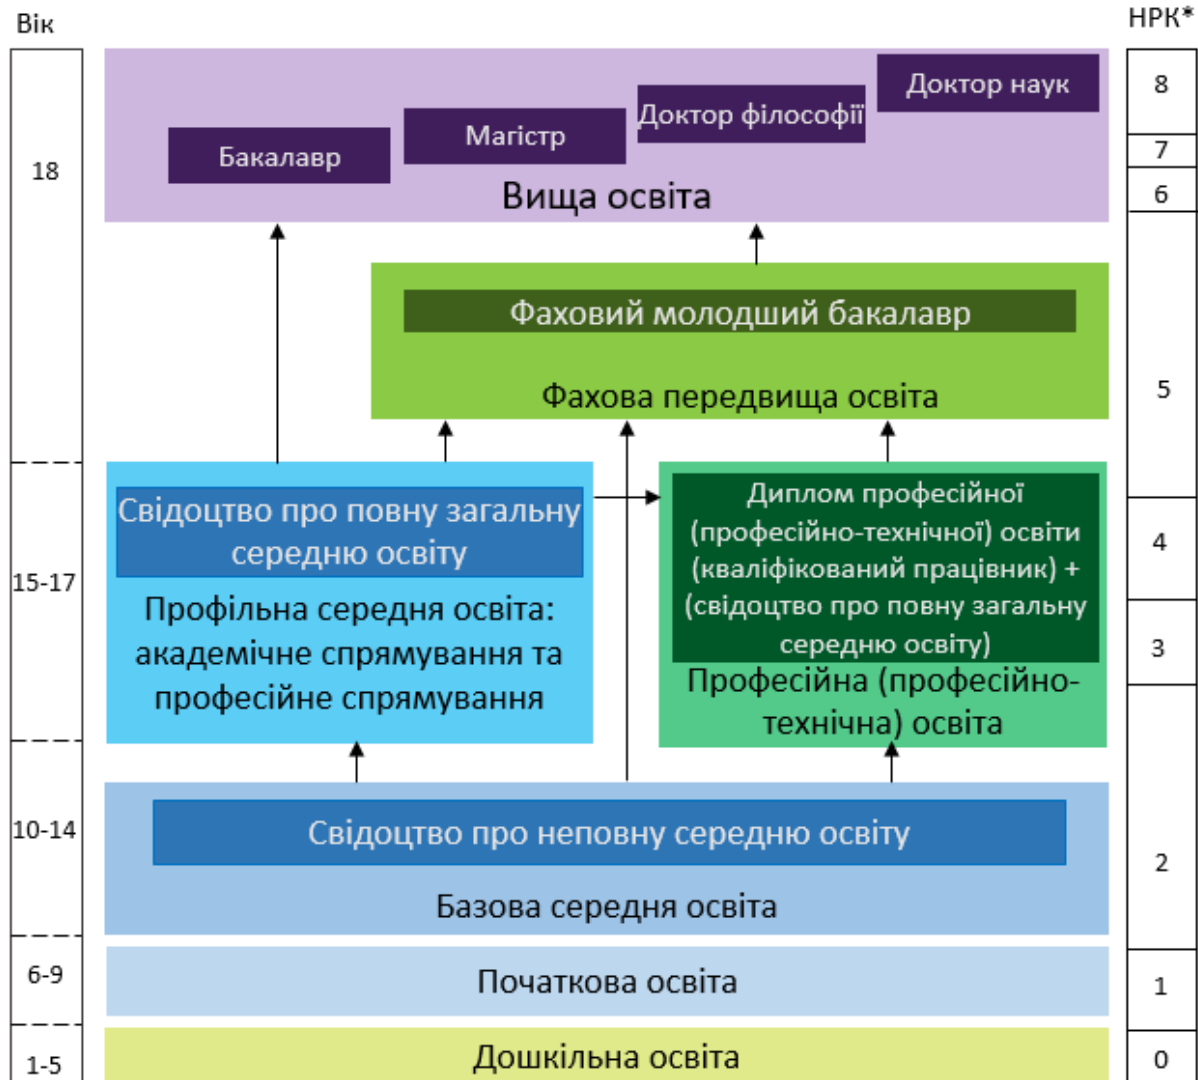 Вік
НРК*
18
8
7
6
Доктор наук
Доктор філософії
Магістр
Бакалавр
Вища освіта
Фаховий молодший бакалавр
Фахова передвища освіта
5
15-17
Свідоцтво про повну загальну
середню освіту
Профільна середня освіта:
академічне спрямування та
професійне спрямування
Диплом професійної
(професійно-технічної) освіти
(кваліфікований працівник) +
(свідоцтво про повну загальну
середню освіту)
Професійна (професійно-
технічна) освіта
4
3
10-14
Свідоцтво про неповну середню освіту
Базова середня освіта
2
6-9
Початкова освіта
1
1-5
Дошкільна освіта
0